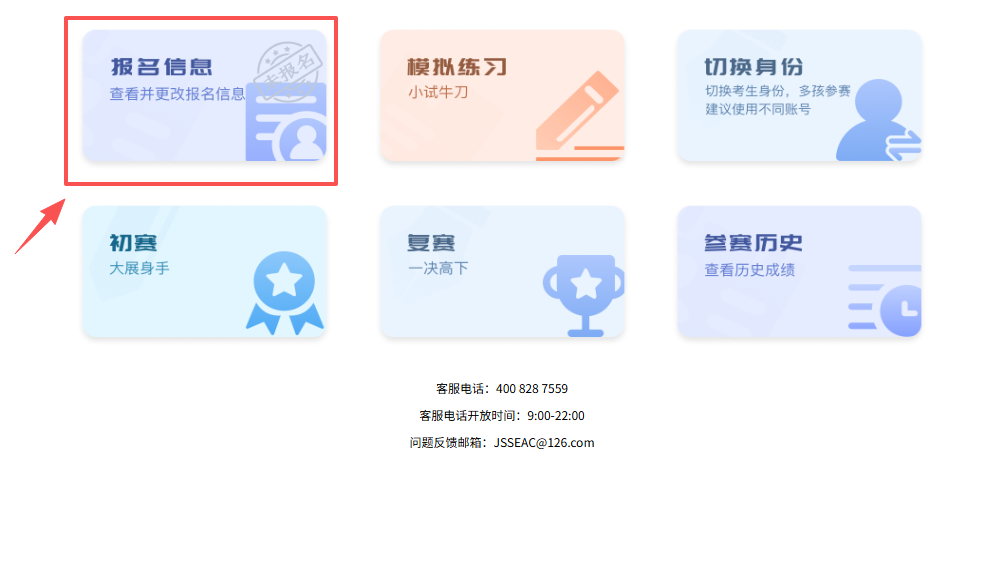 报名信息
查看并更改报名信息
未报名
模拟练习
小试牛刀
切换身份
切换考生身份，多孩参赛
建议使用不同账号
初赛
大展身手
复赛
一决高下
参赛历史
查看历史成绩
客服电话：400 828 7559
客服电话开放时间：9:00-22:00
问题反馈邮箱：JSSEAC@126.com